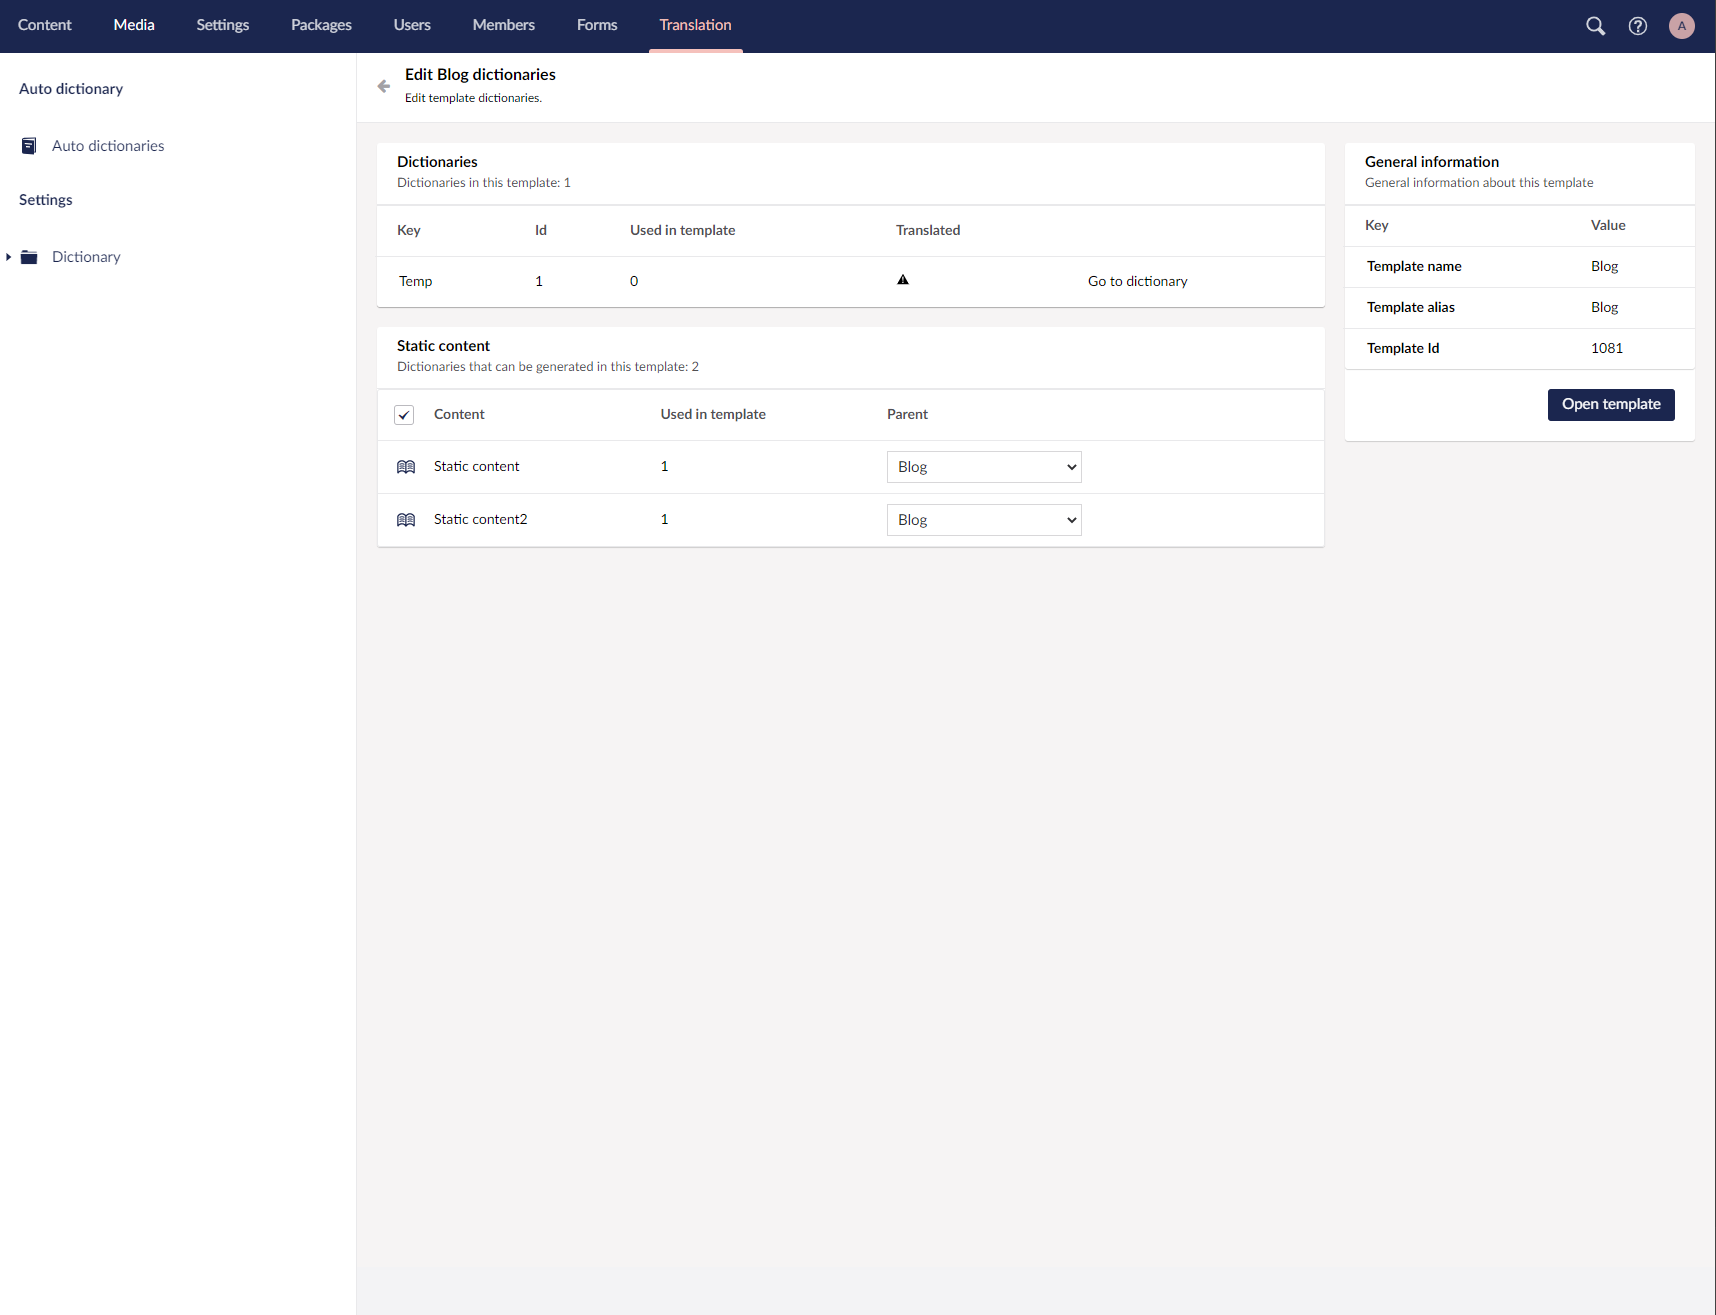 Content Media Settings Packages Users Members Forms Translation A
Auto dictionary
Auto dictionaries
Settings
Dictionary
Edit Blog dictionaries
Edit template dictionaries.
Dictionaries
Dictionaries in this template: 1
Key Id Used in template Translated
Temp 1 0 Go to dictionary
Static content
Dictionaries that can be generated in this template: 2
Content Used in template Parent
Static content 1 Blog
Static content2 1 Blog
General information
General information about this template
Key Value
Template name Blog
Template alias Blog
Template Id 1081
Open template